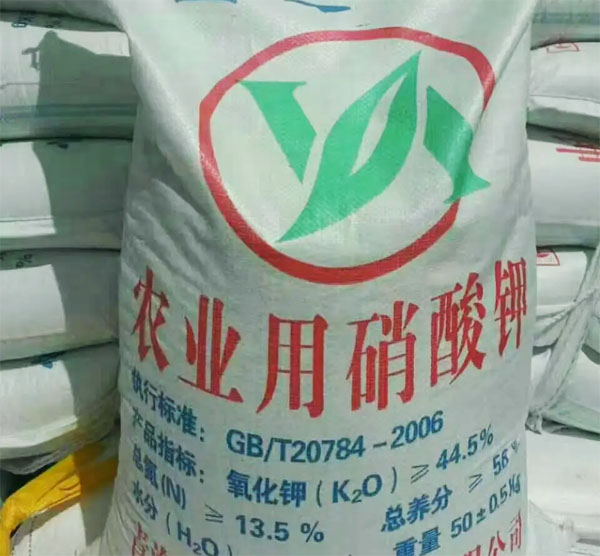 农业用硝酸钾
执行标准：GB/T20784-2006
产品指标：氧化钾(K₂O) ≥ 44.5%
总氮(N) ≥ 13.5% 总养分 ≥ 58
水分(H₂O) 重量 50±0.5kg